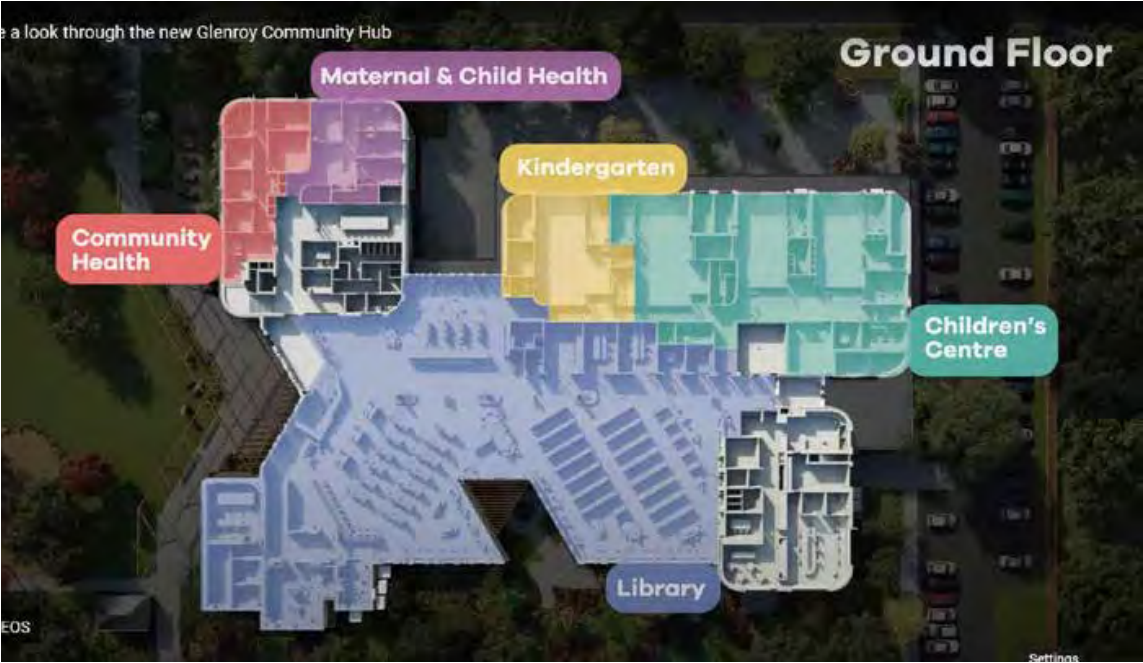 e a look through the new Glenroy Community Hub
Ground Floor
Maternal & Child Health
Kindergarten
Community
Health
Children's
Centre
Library
EOS
Settings